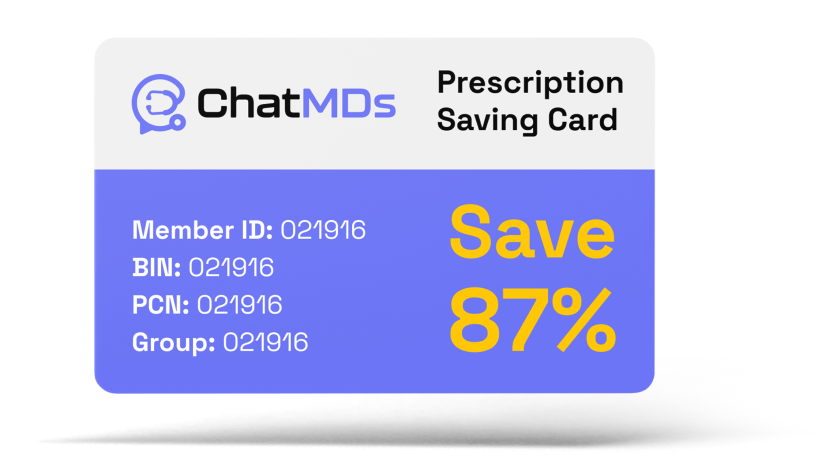 ChatMDs
Prescription
Saving Card
Member ID: 021916
BIN: 021916
PCN: 021916
Group: 021916
Save
87%